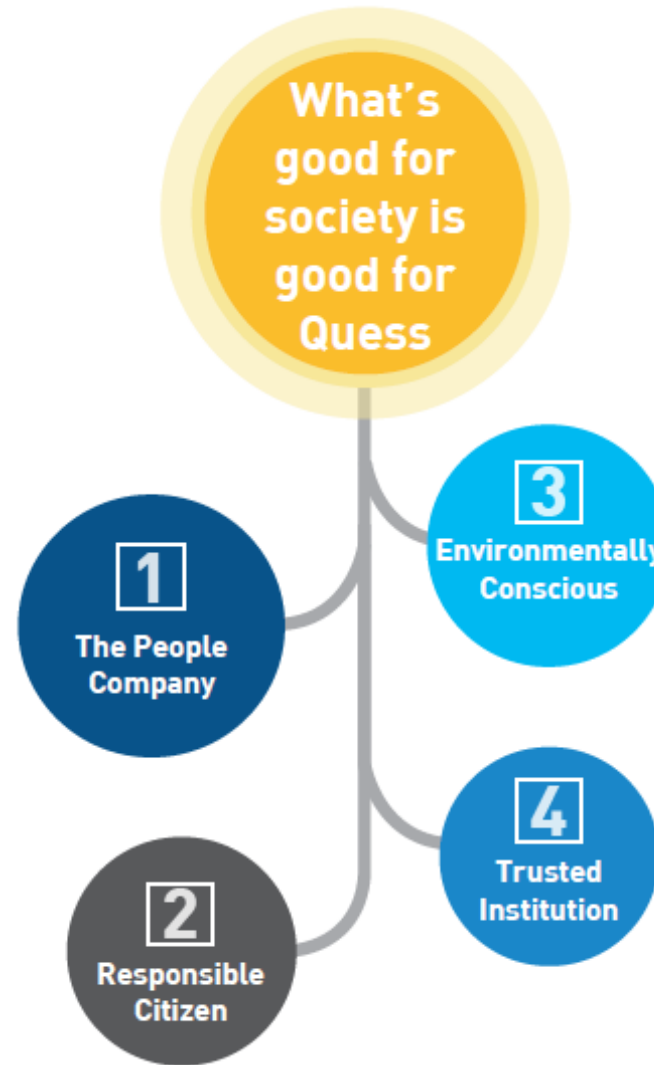 What's
good for
society is
good for
Quess
1
The People
Company
2
Responsible
Citizen
3
Environmentally
Conscious
4
Trusted
Institution